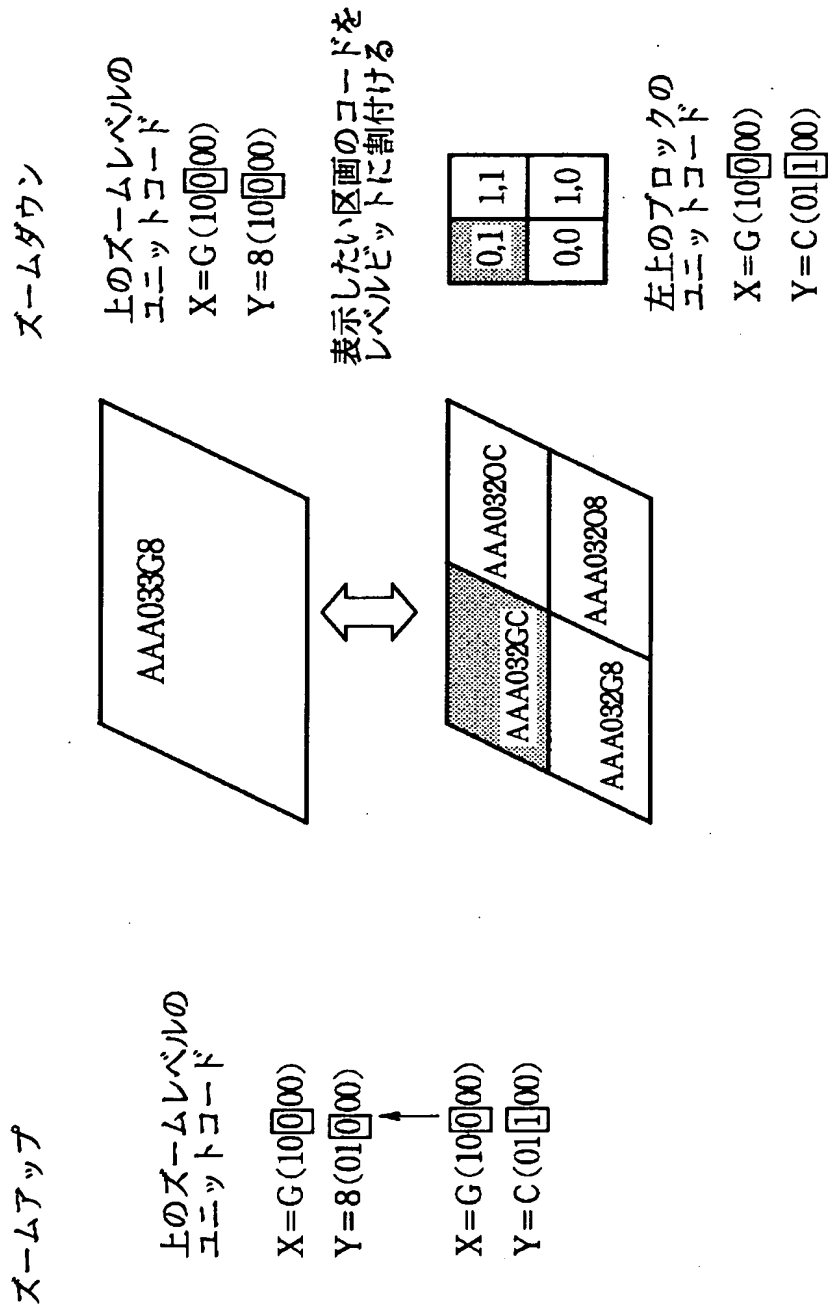 ズームアップ
上のズームレベルの
ユニットコード
X=G(10000)
Y=8(01000)
X=G(10000)
Y=C(01100)
AAA033G8
AAA032GC
AAA032OC
AAA032G8
AAA032O8
ズームダウン
上のズームレベルの
ユニットコード
X=G(10000)
Y=8(10000)
表示したい区画のコードを
レベルビットに割付ける
0,1
1,1
0,0
1,0
左上のブロックの
ユニットコード
X=G(10000)
Y=C(01100)